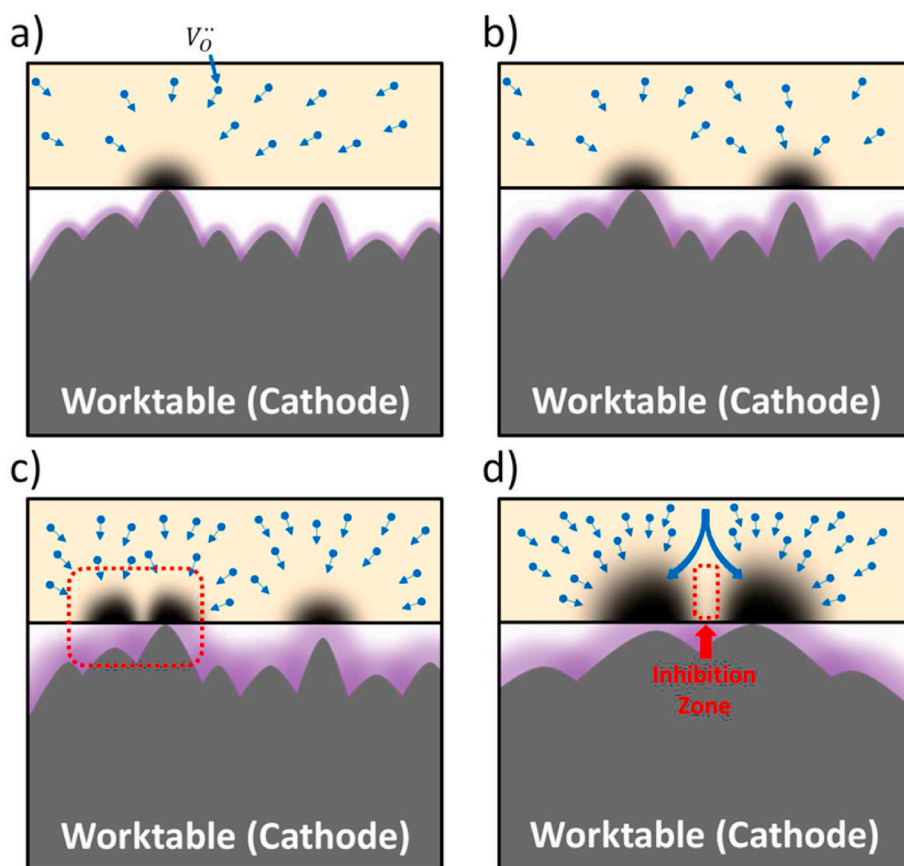 a)
V_O^{··}
Worktable (Cathode)
b)
Worktable (Cathode)
c)
Worktable (Cathode)
d)
Inhibition
Zone
Worktable (Cathode)